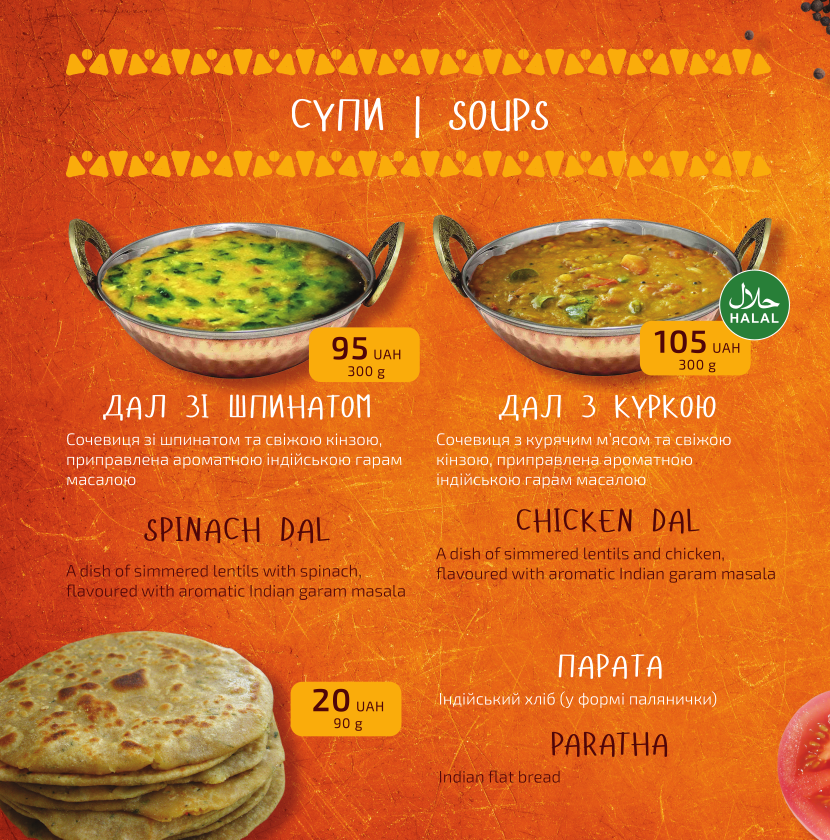 СУПИ | SOUPS
95 UAH
300 g
ДАЛ ЗІ ШПИНАТОМ
Сочевиця зі шпинатом та свіжою кінзою,
приправлена ароматною індійською гарам
масалою
SPINACH DAL
A dish of simmered lentils with spinach,
flavoured with aromatic Indian garam masala
حلال
HALAL
105 UAH
300 g
ДАЛ З КУРКОЮ
Сочевиця з курячим м'ясом та свіжою
кінзою, приправлена ароматною
індійською гарам масалою
CHICKEN DAL
A dish of simmered lentils and chicken,
flavoured with aromatic Indian garam masala
20 UAH
90 g
ПАРАТА
Індійський хліб (у формі палянички)
PARATHA
Indian flat bread